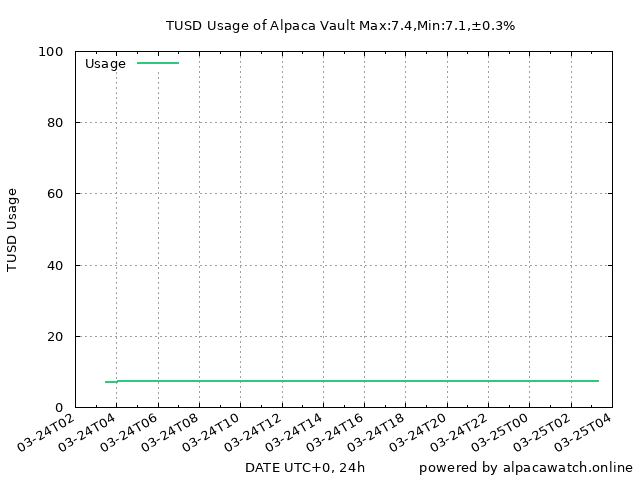 TUSD Usage of Alpaca Vault Max:7.4,Min:7.1,±0.3%
Usage
TUSD Usage
100
80
60
40
20
0
03-24T02
03-24T04
03-24T06
03-24T08
03-24T10
03-24T12
03-24T14
03-24T16
03-24T18
03-24T20
03-24T22
03-25T00
03-25T02
03-25T04
DATE UTC+0, 24h
powered by alpacawatch.online